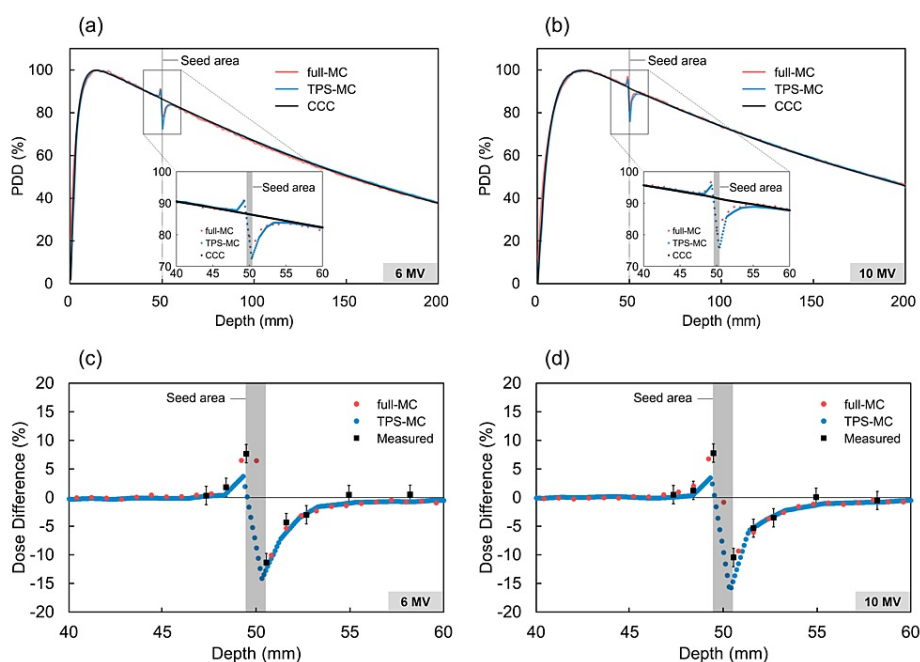 (a)
100
80
60
40
20
0
PDD (%)
Seed area
full-MC
TPS-MC
CCC
100
90
80
70
Seed area
full-MC
TPS-MC
CCC
40 45 50 55 60
6 MV
0 50 100 150 200
Depth (mm)
(b)
100
80
60
40
20
0
PDD (%)
Seed area
full-MC
TPS-MC
CCC
100
90
80
70
Seed area
full-MC
TPS-MC
CCC
40 45 50 55 60
10 MV
0 50 100 150 200
Depth (mm)
(c)
20
15
10
5
0
-5
-10
-15
-20
Dose Difference (%)
Seed area
full-MC
TPS-MC
Measured
6 MV
40 45 50 55 60
Depth (mm)
(d)
20
15
10
5
0
-5
-10
-15
-20
Dose Difference (%)
Seed area
full-MC
TPS-MC
Measured
10 MV
40 45 50 55 60
Depth (mm)